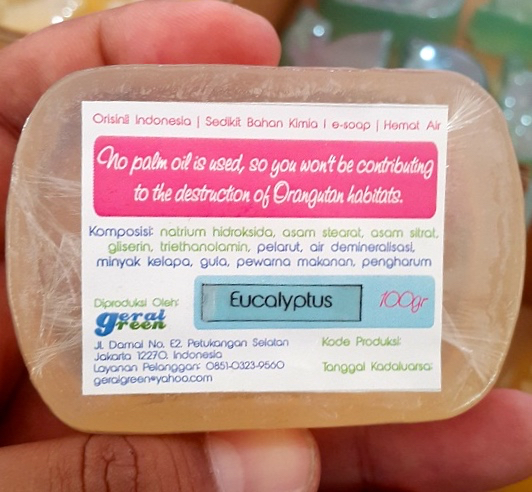 Orisinil Indonesia | Sedikit Bahan Kimia | e-soap | Hemat Air
No palm oil is used, so you won't be contributing
to the destruction of Orangutan habitats.
Komposisi: natrium hidroksida, asam stearat, asam sitrat,
gliserin, triethanolamin, pelarut, air demineralisasi,
minyak kelapa, gula, pewarna makanan, pengharum
Diproduksi Oleh:
gerai
green
Eucalyptus
100gr
Jl. Damai No. E2. Petukangan Selatan
Jakarta 12270. Indonesia
Layanan Pelanggan: 0851-0323-9560
geraigreen@yahoo.com
Kode Produksi:
Tanggal Kadaluarsa: